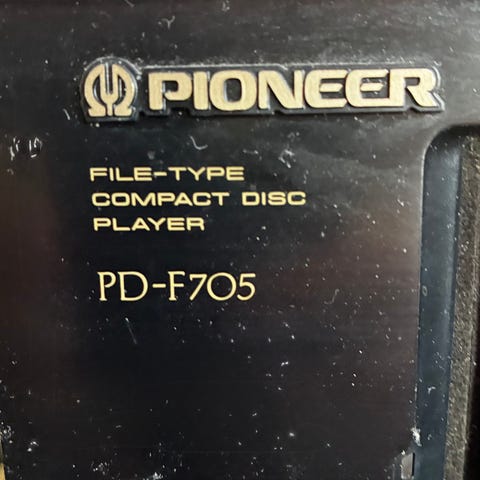 PIONEER
FILE-TYPE
COMPACT DISC
PLAYER
PD-F705